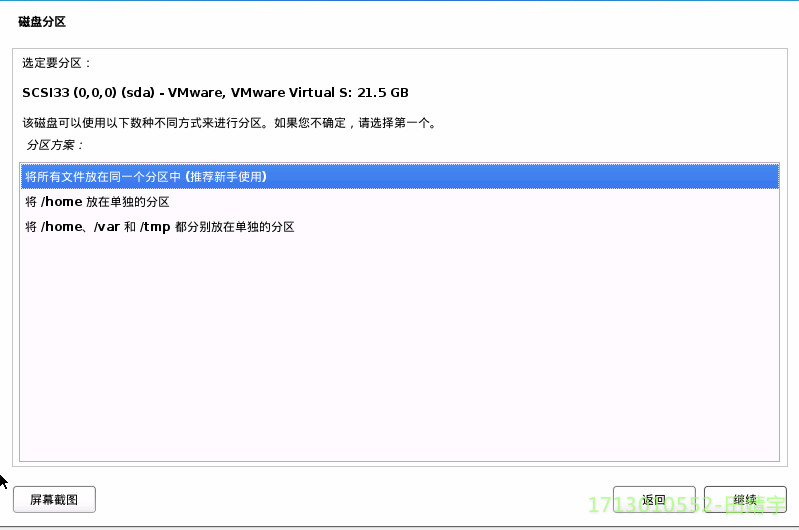 磁盘分区
选定要分区：
SCSI33 (0,0,0) (sda) - VMware, VMware Virtual S: 21.5 GB
该磁盘可以使用以下数种不同方式来进行分区。如果您不确定，请选择第一个。
分区方案：
将所有文件放在同一个分区中 (推荐新手使用)
将 /home 放在单独的分区
将 /home、/var 和 /tmp 都分别放在单独的分区
屏幕截图
返回
继续
1713010552-田